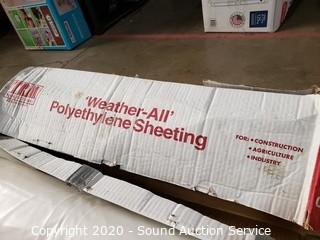 'Weather-All'
Polyethylene Sheeting
FOR: • CONSTRUCTION
• AGRICULTURE
• INDUSTRY
Copyright 2020 - Sound Auction Service